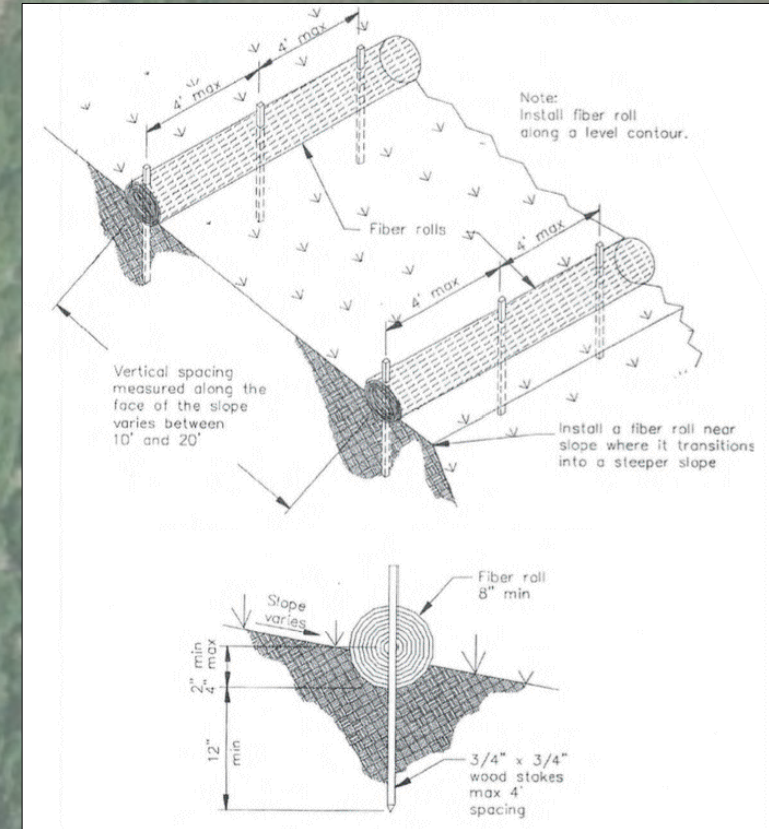 4' max
4' max
Note:
Install fiber roll
along a level contour.
Fiber rolls
4' max
4' max
Vertical spacing
measured along the
face of the slope
varies between
10' and 20'
Install a fiber roll near
slope where it transitions
into a steeper slope
Fiber roll
8" min
Slope
varies
2" min
4" max
12"
min
3/4" x 3/4"
wood stakes
max 4'
spacing